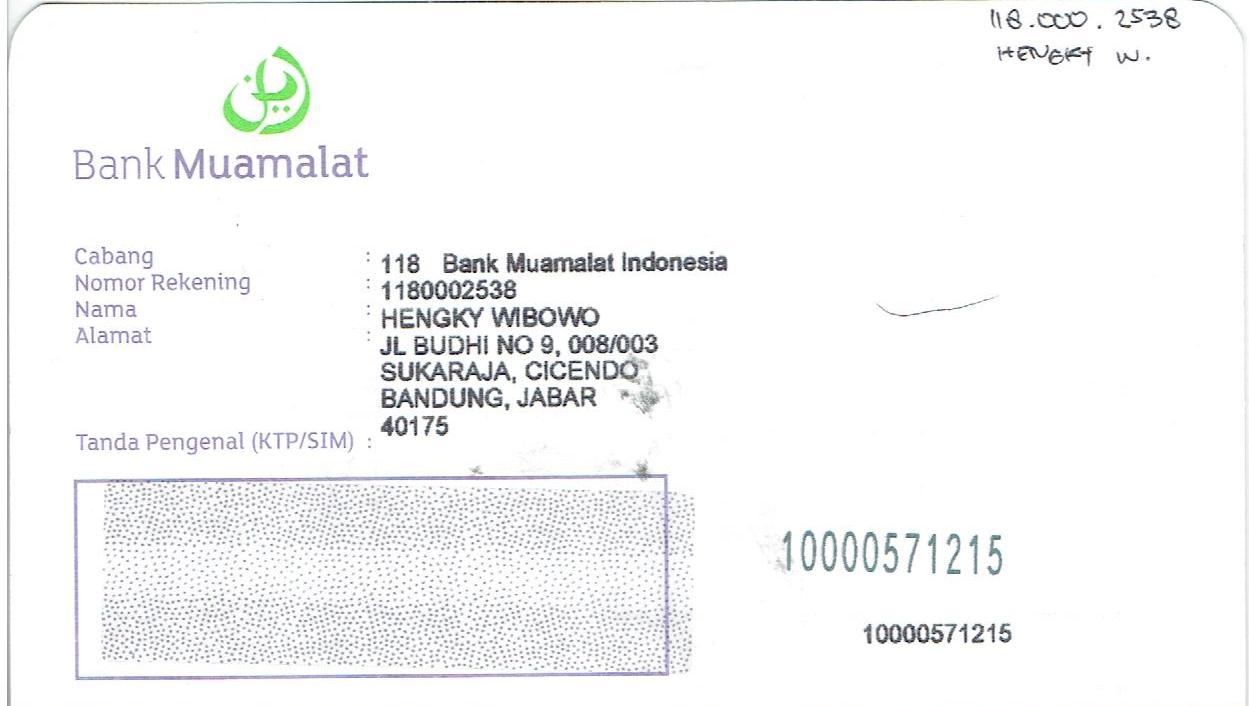 118.000.2538
HENGKY W.
Bank Muamalat
Cabang : 118 Bank Muamalat Indonesia
Nomor Rekening : 1180002538
Nama : HENGKY WIBOWO
Alamat : JL BUDHI NO 9, 008/003
SUKARAJA, CICENDO
BANDUNG, JABAR
40175
Tanda Pengenal (KTP/SIM) :
10000571215
10000571215